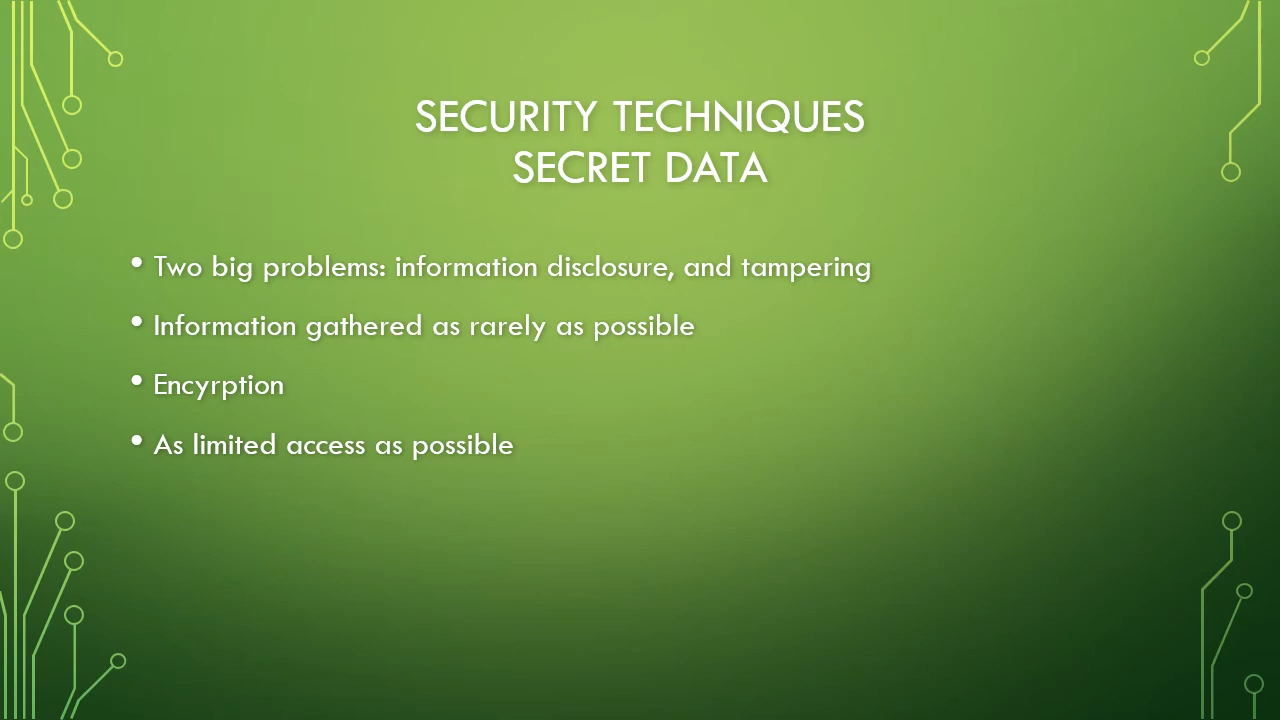 SECURITY TECHNIQUES
SECRET DATA
• Two big problems: information disclosure, and tampering
• Information gathered as rarely as possible
• Encyrption
• As limited access as possible